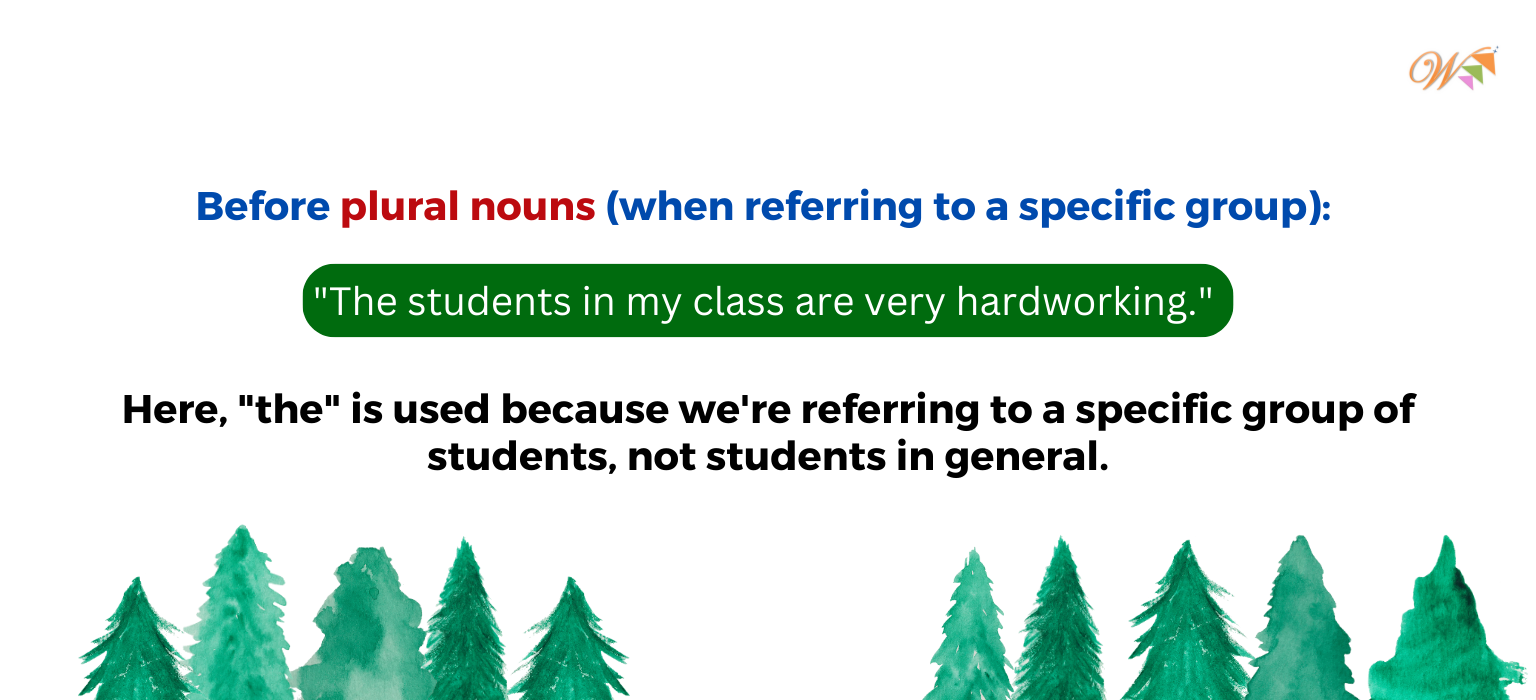 W
Before plural nouns (when referring to a specific group):
"The students in my class are very hardworking."
Here, "the" is used because we're referring to a specific group of
students, not students in general.